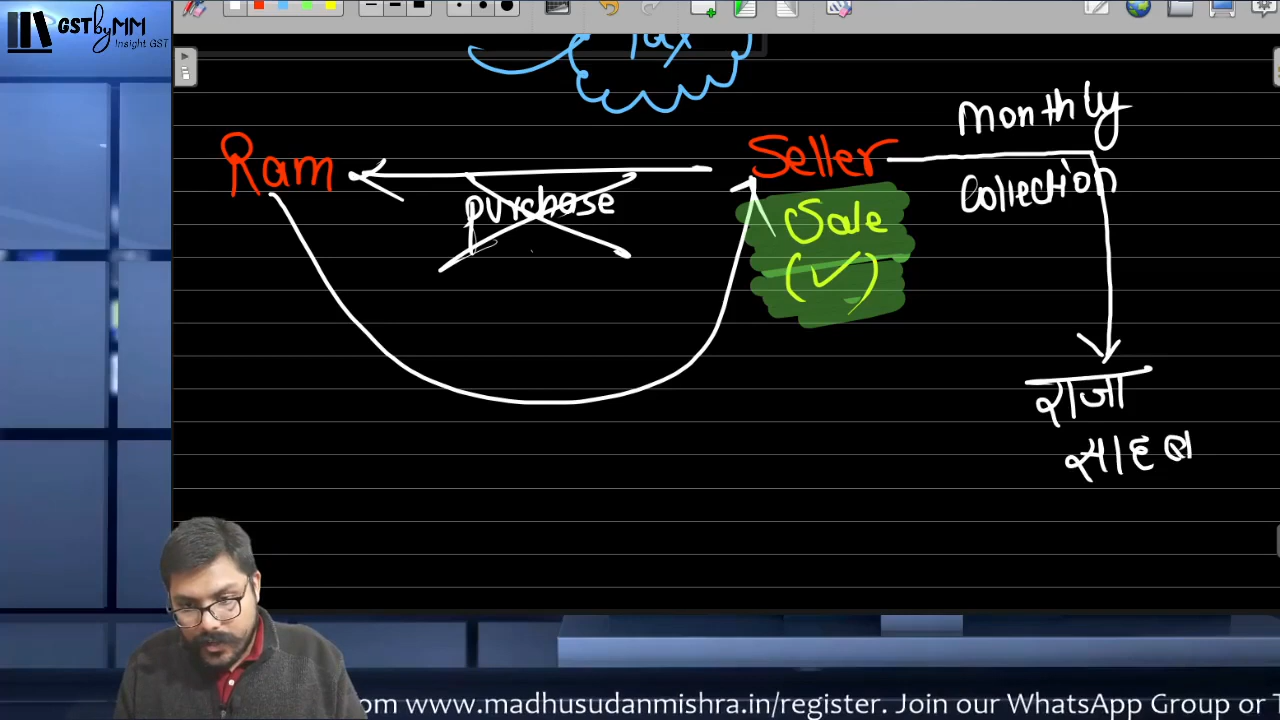 GSTbyMM
Insight GST
Tax
Ram
purchase
Seller
Sale
(✓)
Monthly
Collection
राजा
साहब
om www.madhusudanmishra.in/register. Join our WhatsApp Group or T